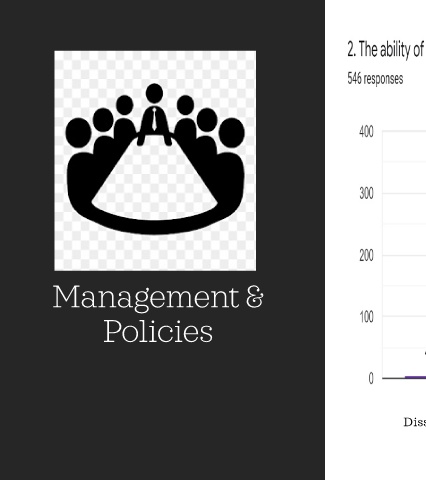 Management &
Policies
2. The ability of
546 responses
400
300
200
100
0